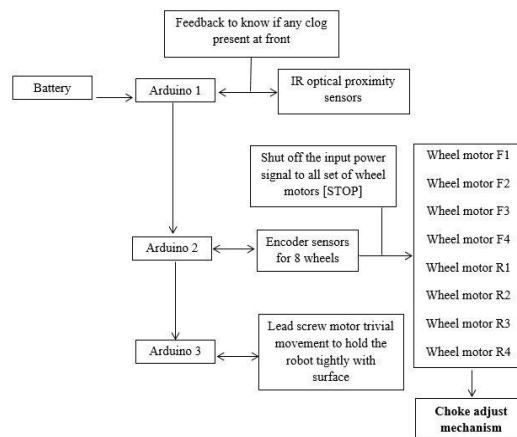 Feedback to know if any clog
present at front
Battery
Arduino 1
IR optical proximity
sensors
Shut off the input power
signal to all set of wheel
motors [STOP]
Wheel motor F1
Wheel motor F2
Wheel motor F3
Wheel motor F4
Wheel motor R1
Wheel motor R2
Wheel motor R3
Wheel motor R4
Arduino 2
Encoder sensors
for 8 wheels
Arduino 3
Lead screw motor trivial
movement to hold the
robot tightly with
surface
Choke adjust
mechanism